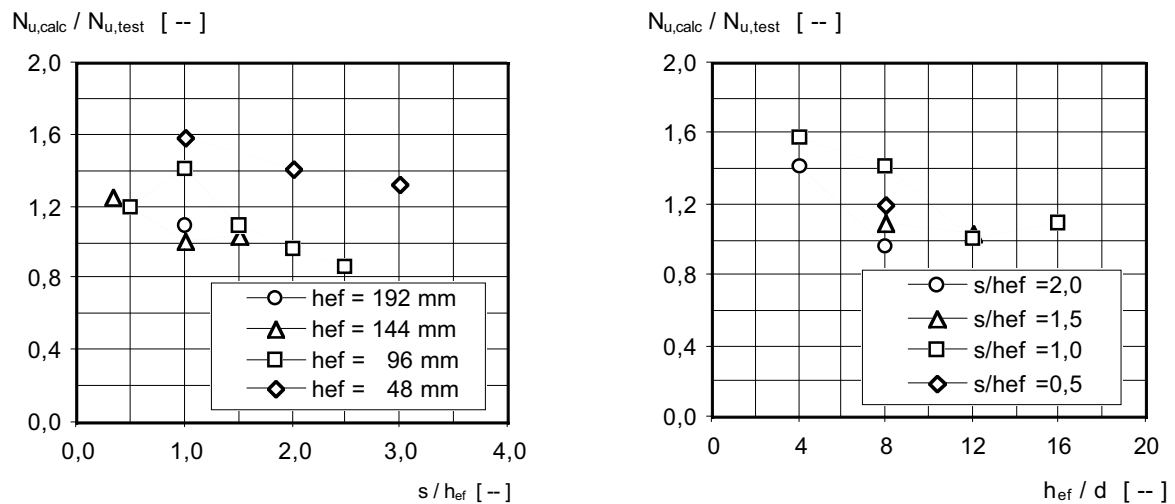 N_u,calc / N_u,test [ -- ]
2,0
1,6
1,2
0,8
0,4
0,0
0,0 1,0 2,0 3,0 4,0
s / h_ef [ -- ]
hef = 192 mm
hef = 144 mm
hef = 96 mm
hef = 48 mm
N_u,calc / N_u,test [ -- ]
2,0
1,6
1,2
0,8
0,4
0,0
0 4 8 12 16 20
h_ef / d [ -- ]
s/hef =2,0
s/hef =1,5
s/hef =1,0
s/hef =0,5